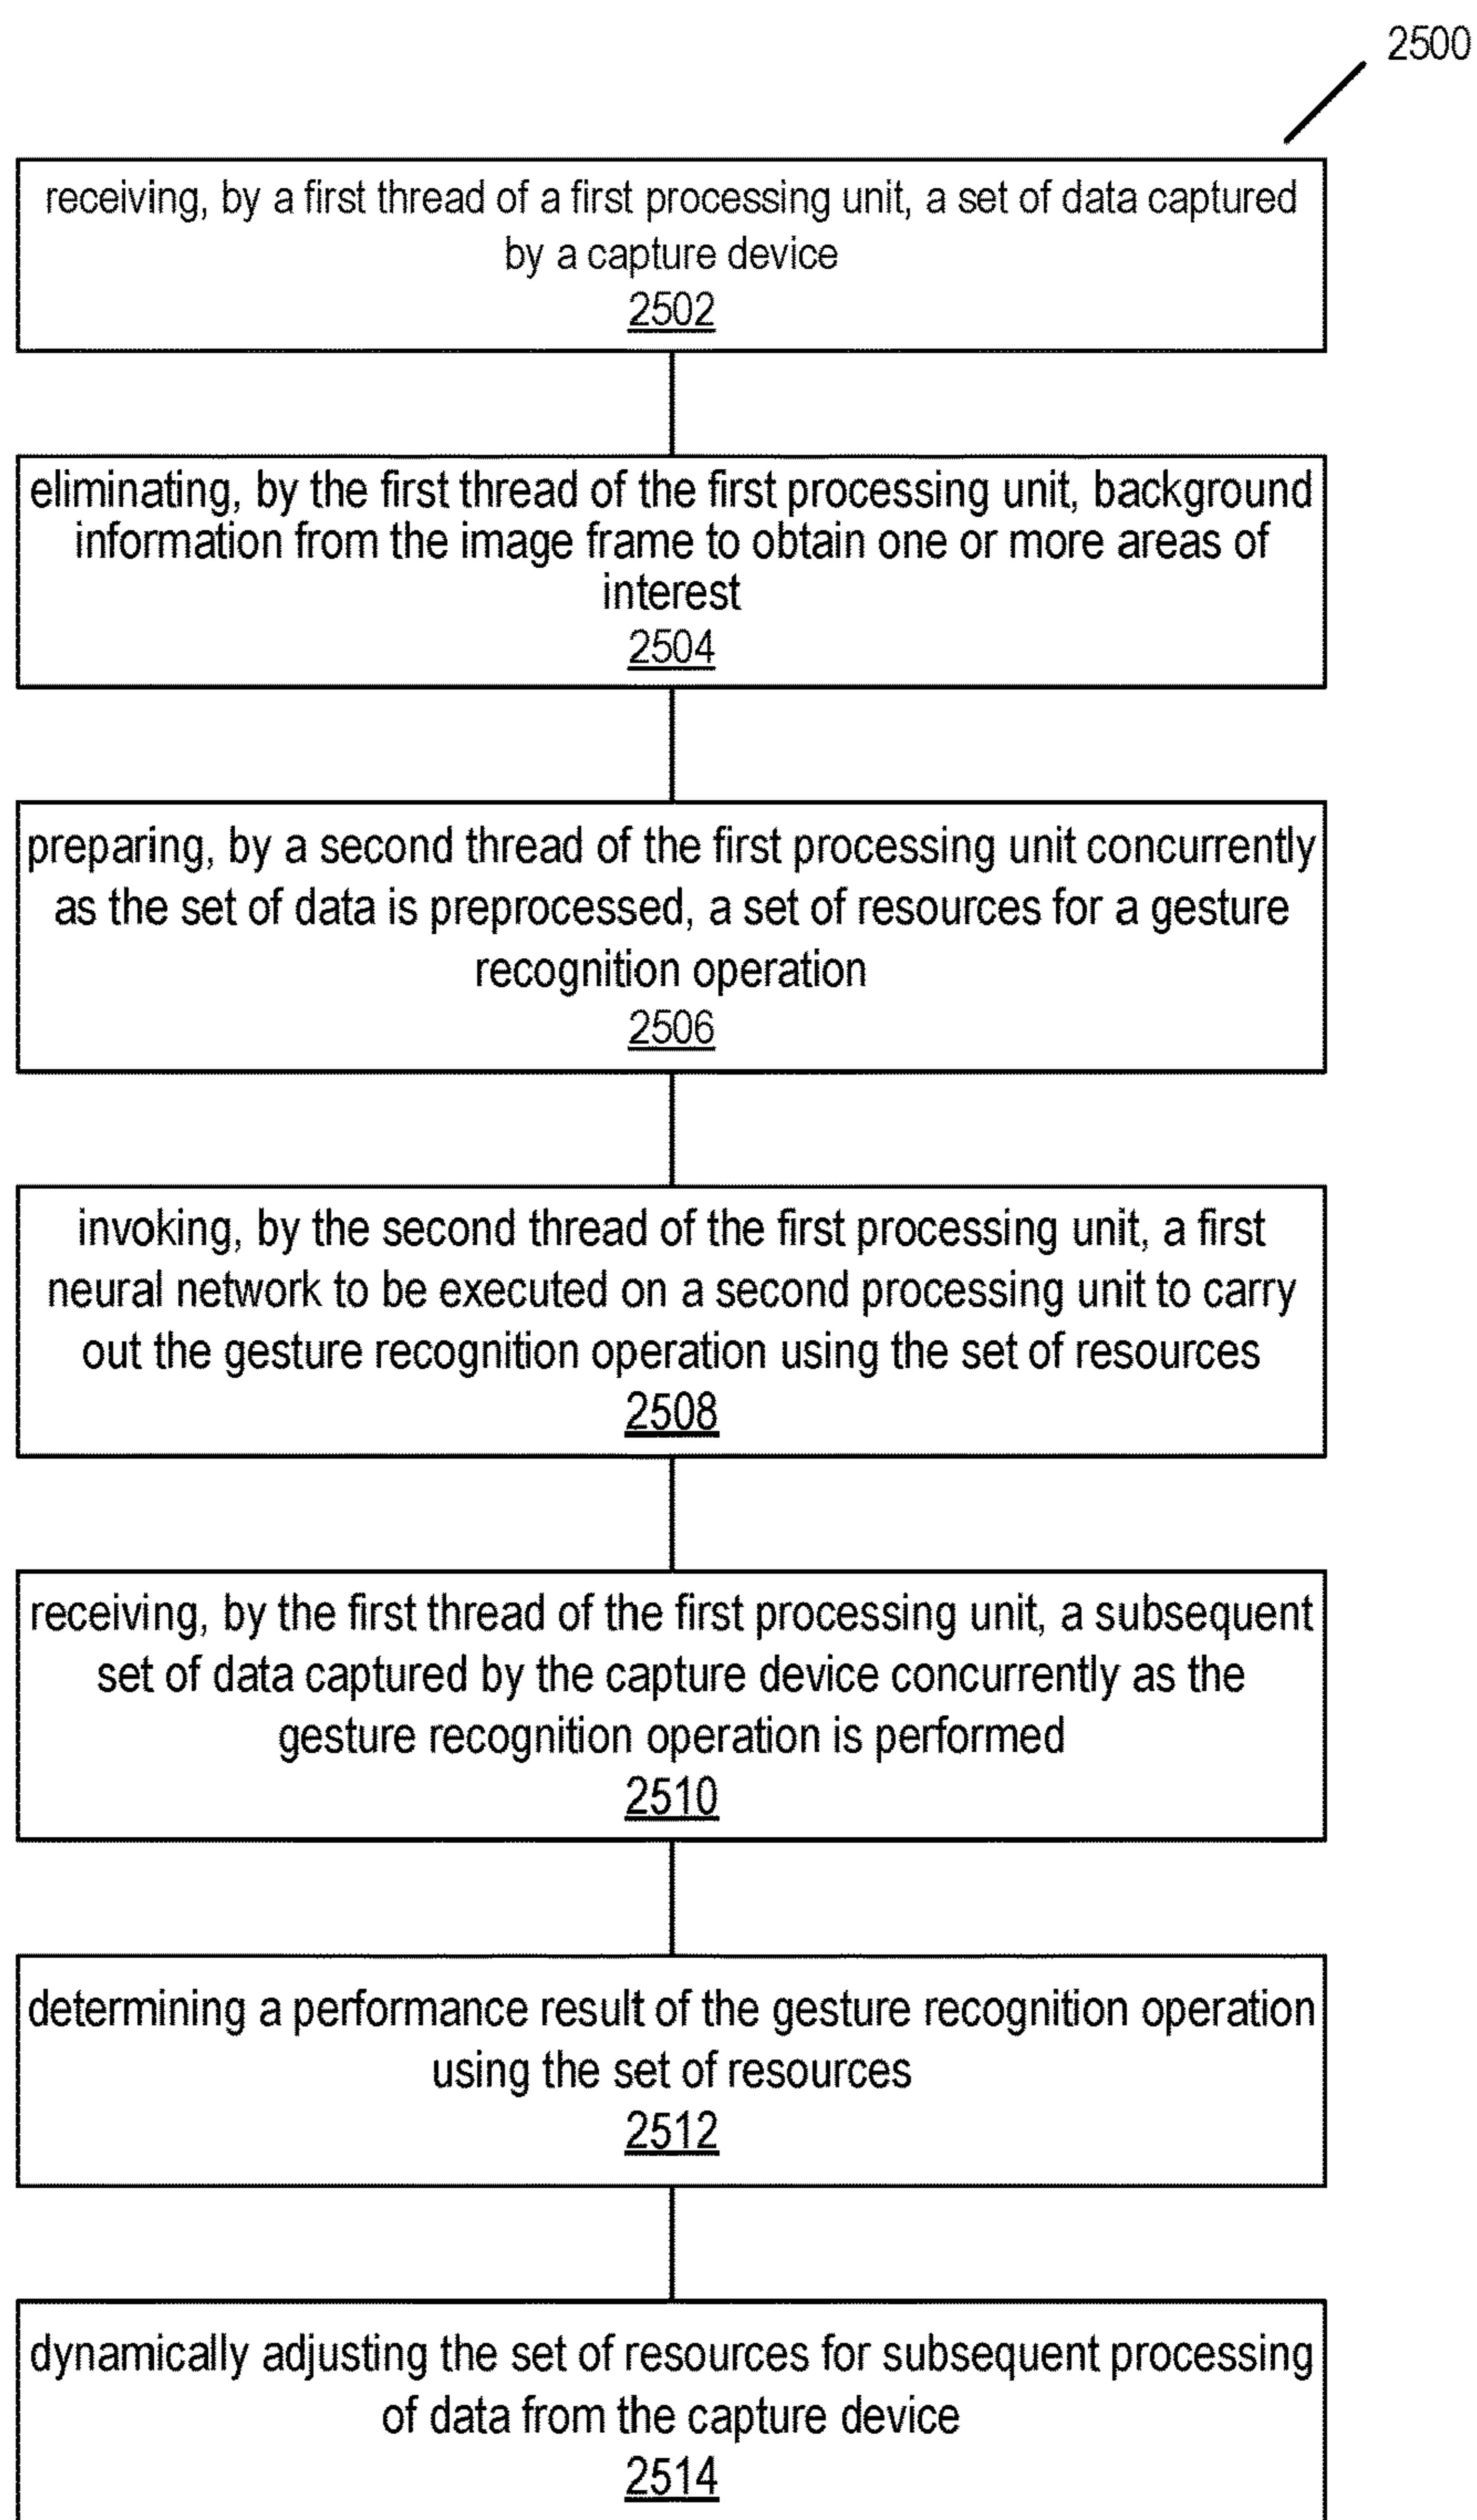 2500
receiving, by a first thread of a first processing unit, a set of data captured
by a capture device
2502
eliminating, by the first thread of the first processing unit, background
information from the image frame to obtain one or more areas of
interest
2504
preparing, by a second thread of the first processing unit concurrently
as the set of data is preprocessed, a set of resources for a gesture
recognition operation
2506
invoking, by the second thread of the first processing unit, a first
neural network to be executed on a second processing unit to carry
out the gesture recognition operation using the set of resources
2508
receiving, by the first thread of the first processing unit, a subsequent
set of data captured by the capture device concurrently as the
gesture recognition operation is performed
2510
determining a performance result of the gesture recognition operation
using the set of resources
2512
dynamically adjusting the set of resources for subsequent processing
of data from the capture device
2514